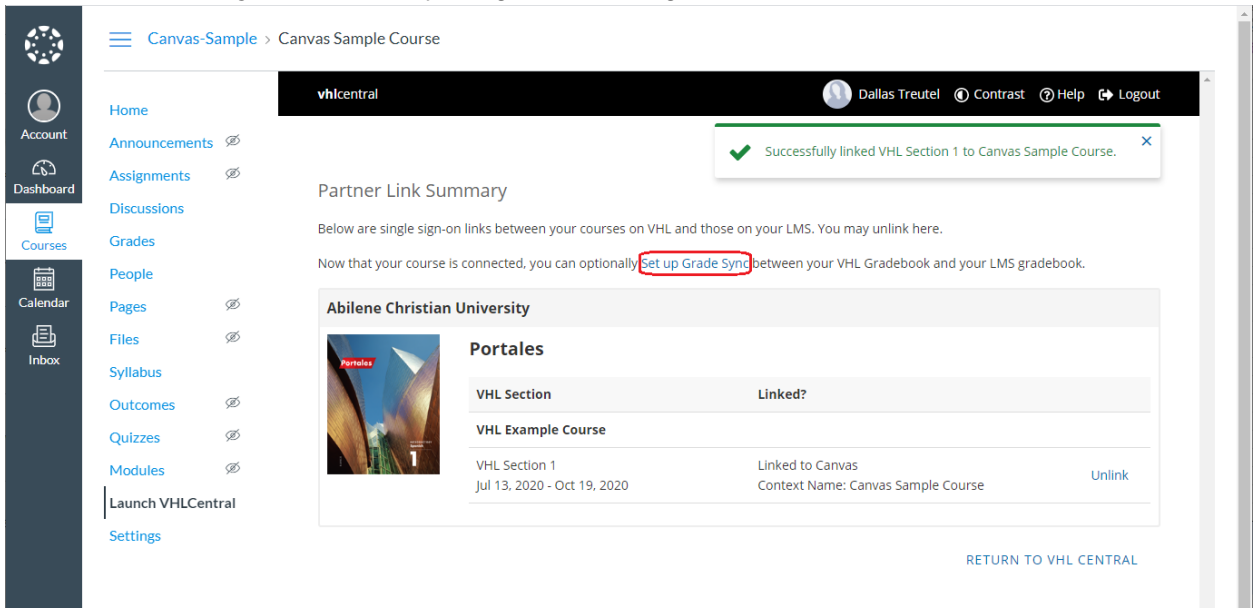 Canvas-Sample > Canvas Sample Course
Account
Dashboard
Courses
Calendar
Inbox
Home
Announcements
Assignments
Discussions
Grades
People
Pages
Files
Syllabus
Outcomes
Quizzes
Modules
Launch VHLCentral
Settings
vhlcentral
Dallas Treutel Contrast Help Logout
Successfully linked VHL Section 1 to Canvas Sample Course.
Partner Link Summary
Below are single sign-on links between your courses on VHL and those on your LMS. You may unlink here.
Now that your course is connected, you can optionally Set up Grade Sync between your VHL Gradebook and your LMS gradebook.
Abilene Christian University
Portales
1
Portales
VHL Section Linked?
VHL Example Course
VHL Section 1 Linked to Canvas
Jul 13, 2020 - Oct 19, 2020 Context Name: Canvas Sample Course
Unlink
RETURN TO VHL CENTRAL